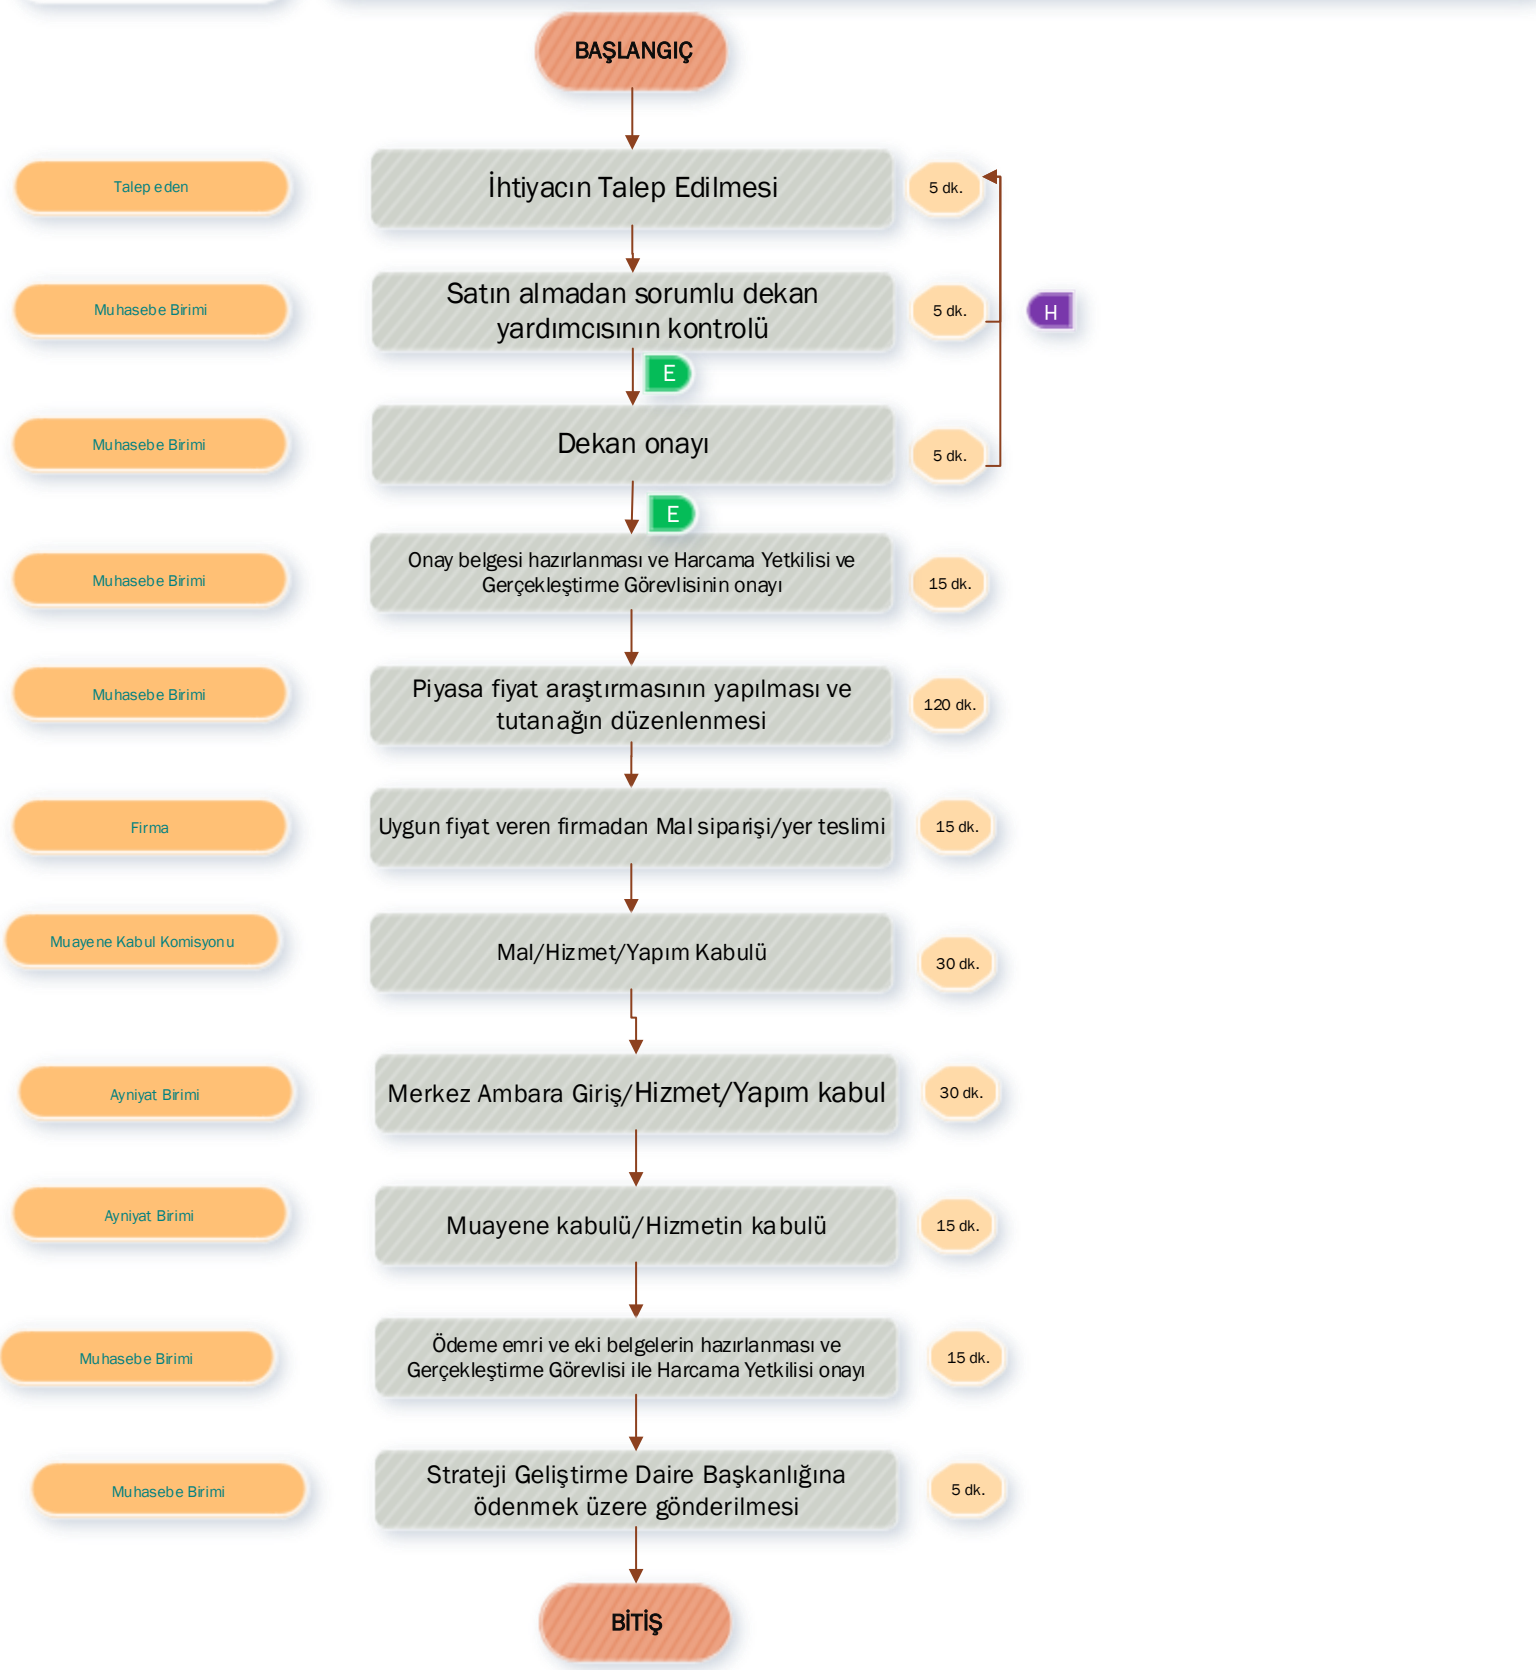 BAŞLANGIÇ
Talep eden
İhtiyacın Talep Edilmesi
5 dk.
Muhasebe Birimi
Satın almadan sorumlu dekan
yardımcısının kontrolü
5 dk.
H
E
Muhasebe Birimi
Dekan onayı
5 dk.
E
Muhasebe Birimi
Onay belgesi hazırlanması ve Harcama Yetkilisi ve
Gerçekleştirme Görevlisinin onayı
15 dk.
Muhasebe Birimi
Piyasa fiyat araştırmasının yapılması ve
tutanağın düzenlenmesi
120 dk.
Firma
Uygun fiyat veren firmadan Mal siparişi/yer teslimi
15 dk.
Muayene Kabul Komisyonu
Mal/Hizmet/Yapım Kabulü
30 dk.
Ayniyat Birimi
Merkez Ambara Giriş/Hizmet/Yapım kabul
30 dk.
Ayniyat Birimi
Muayene kabulü/Hizmetin kabulü
15 dk.
Muhasebe Birimi
Ödeme emri ve eki belgelerin hazırlanması ve
Gerçekleştirme Görevlisi ile Harcama Yetkilisi onayı
15 dk.
Muhasebe Birimi
Strateji Geliştirme Daire Başkanlığına
ödenmek üzere gönderilmesi
5 dk.
BİTİŞ